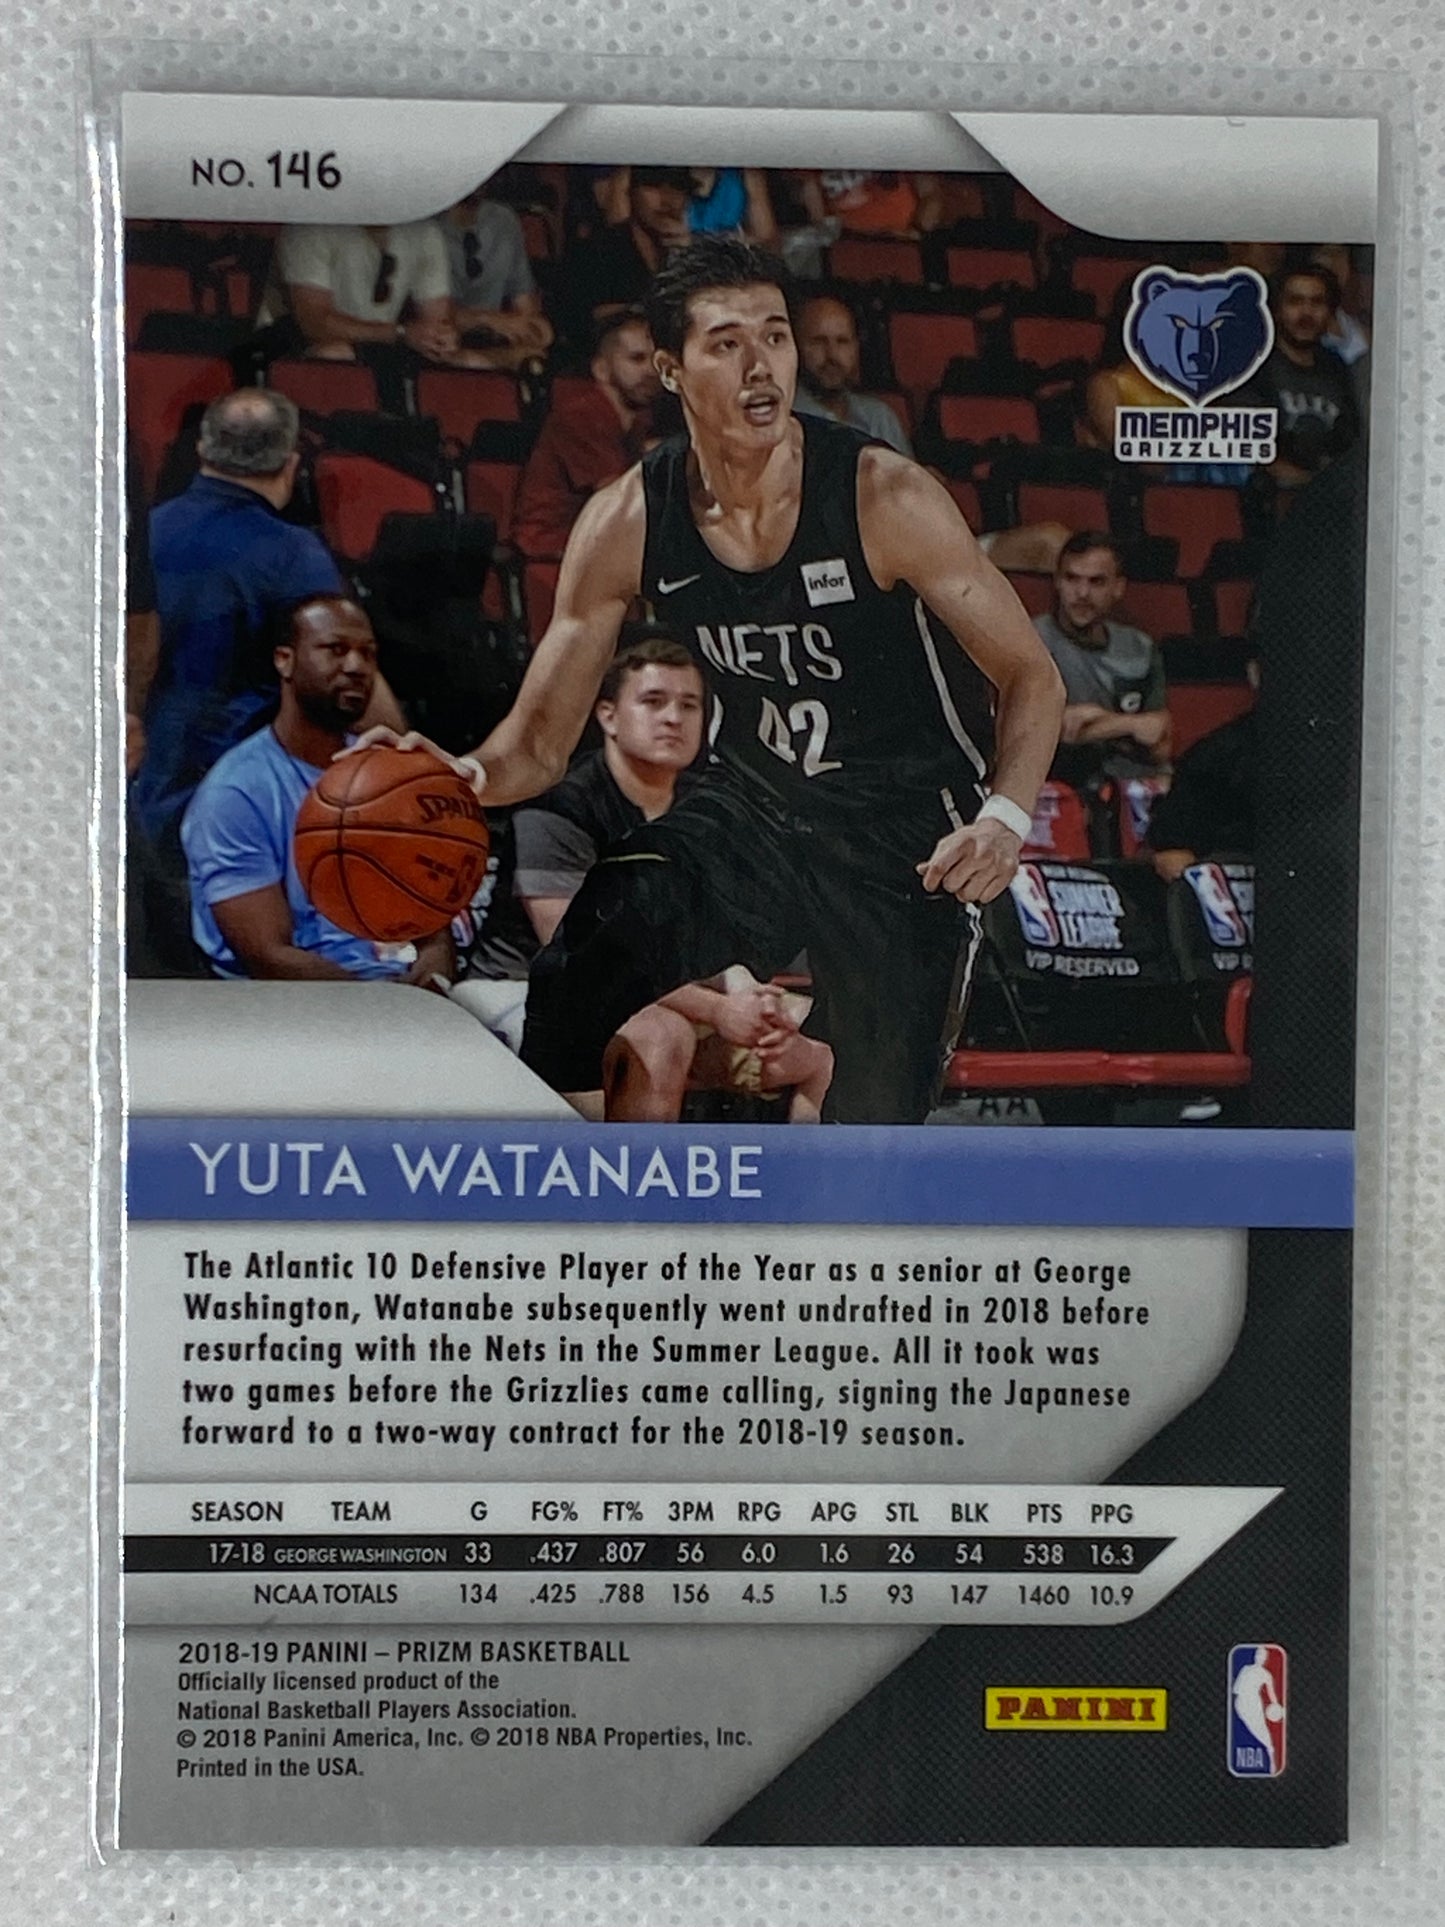 NO. 146
MEMPHIS
GRIZZLIES
infor
NETS
42
SPAL
SUMMER
LEAGUE
VIP RESERVED
VIP
YUTA WATANABE
The Atlantic 10 Defensive Player of the Year as a senior at George
Washington, Watanabe subsequently went undrafted in 2018 before
resurfacing with the Nets in the Summer League. All it took was
two games before the Grizzlies came calling, signing the Japanese
forward to a two-way contract for the 2018-19 season.
SEASON TEAM G FG% FT% 3PM RPG APG STL BLK PTS PPG
17-18 GEORGE WASHINGTON 33 .437 .807 56 6.0 1.6 26 54 538 16.3
NCAA TOTALS 134 .425 .788 156 4.5 1.5 93 147 1460 10.9
2018-19 PANINI – PRIZM BASKETBALL
Officially licensed product of the
National Basketball Players Association.
© 2018 Panini America, Inc. © 2018 NBA Properties, Inc.
Printed in the USA.
PANINI
NBA